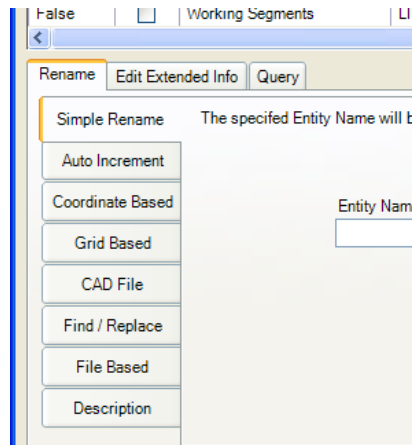 False Working Segments
Rename Edit Extended Info Query
Simple Rename The specifed Entity Name will
Auto Increment
Coordinate Based Entity
Grid Based
CAD File
Find / Replace
File Based
Description